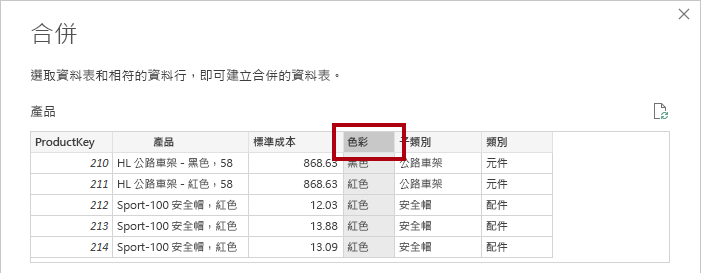 合併
選取資料表和相符的資料行，即可建立合併的資料表。
產品
ProductKey 產品 標準成本 色彩 子類別 類別
210 HL 公路車架 - 黑色，58 868.63 黑色 公路車架 元件
211 HL 公路車架 - 紅色，58 868.63 紅色 公路車架 元件
212 Sport-100 安全帽，紅色 12.03 紅色 安全帽 配件
213 Sport-100 安全帽，紅色 13.88 紅色 安全帽 配件
214 Sport-100 安全帽，紅色 13.09 紅色 安全帽 配件